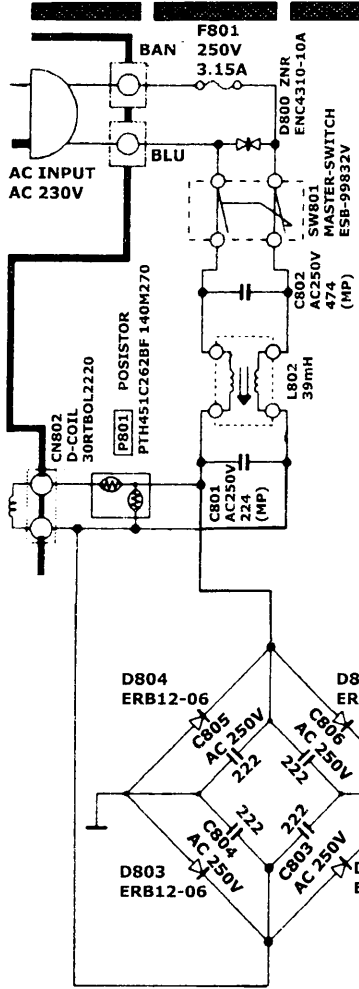 F801
250V
3.15A
BAN
BLU
D800 ZNR
ENC4310-10A
AC INPUT
AC 230V
SW801
MASTER-SWITCH
ESB-99832V
C802
AC250V
474
(MP)
L802
39mH
CN802
D-COIL
30RTBOL2220
P801 POSISTOR
PTH451C262BF 140M270
C801
AC250V
224
(MP)
D804
ERB12-06
D8
ER
C805
AC 250V
222
C806
AC 250V
222
D803
ERB12-06
222
C804
AC 250V
222
C803
AC 250V
D
E